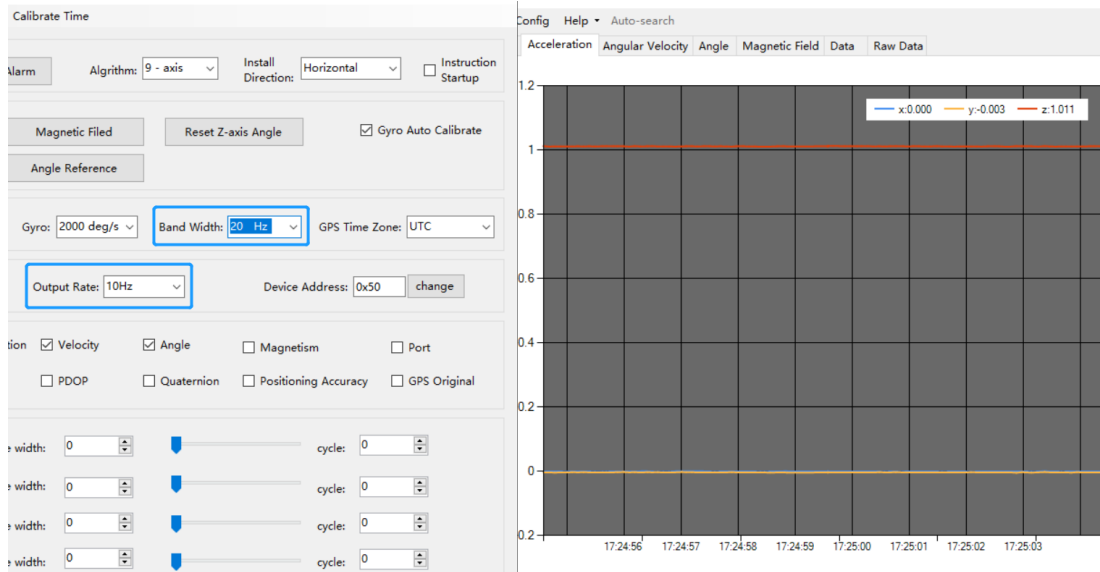 Calibrate Time
Alarm
Algrithm: 9 - axis
Install Direction: Horizontal
Instruction Startup
Magnetic Filed
Reset Z-axis Angle
Gyro Auto Calibrate
Angle Reference
Gyro: 2000 deg/s
Band Width: 20 Hz
GPS Time Zone: UTC
Output Rate: 10Hz
Device Address: 0x50
change
tion
Velocity
Angle
Magnetism
Port
PDOP
Quaternion
Positioning Accuracy
GPS Original
e width: 0
cycle: 0
e width: 0
cycle: 0
e width: 0
cycle: 0
e width: 0
cycle: 0
Config Help Auto-search
Acceleration Angular Velocity Angle Magnetic Field Data Raw Data
x:0.000 y:-0.003 z:1.011
1.2
1
0.8
0.6
0.4
0.2
0
0.2
17:24:56 17:24:57 17:24:58 17:24:59 17:25:00 17:25:01 17:25:02 17:25:03